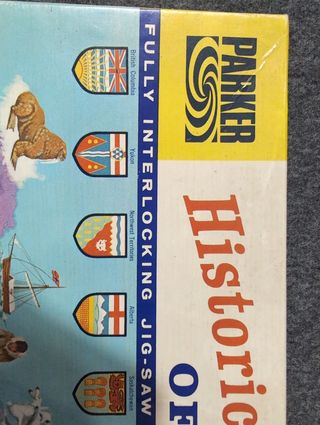 PARKER
Historic
OF
FULLY INTERLOCKING JIG-SAW
British Columbia
Yukon
Northwest Territories
Alberta
Saskatchewan